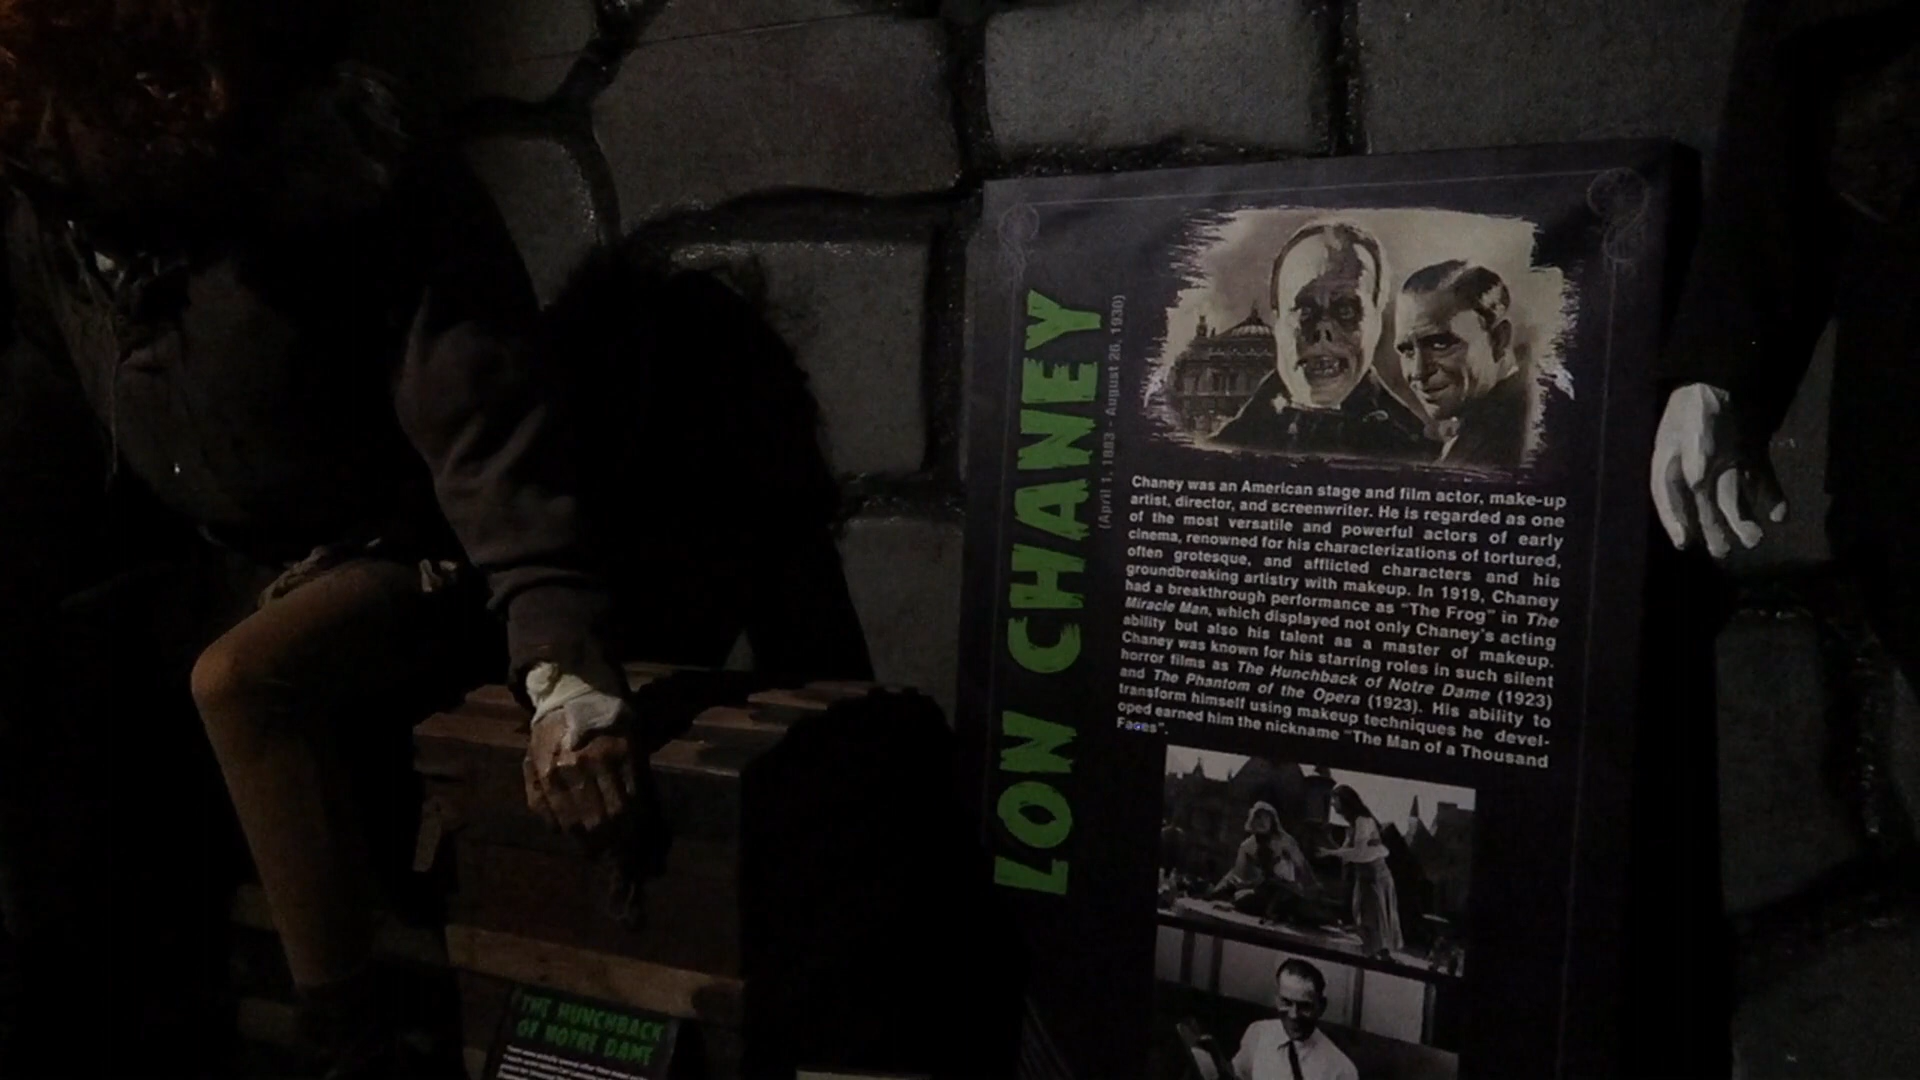 LON CHANEY
(April 1, 1883 - August 26, 1930)
Chaney was an American stage and film actor, make-up
artist, director, and screenwriter. He is regarded as one
of the most versatile and powerful actors of early
cinema, renowned for his characterizations of tortured,
often grotesque, and afflicted characters and his
groundbreaking artistry with makeup. In 1919, Chaney
had a breakthrough performance as "The Frog" in The
Miracle Man, which displayed not only Chaney's acting
ability but also his talent as a master of makeup.
Chaney was known for his starring roles in such silent
horror films as The Hunchback of Notre Dame (1923)
and The Phantom of the Opera (1923). His ability to
transform himself using makeup techniques he devel-
oped earned him the nickname "The Man of a Thousand
Faces".
THE HUNCHBACK
OF NOTRE DAME